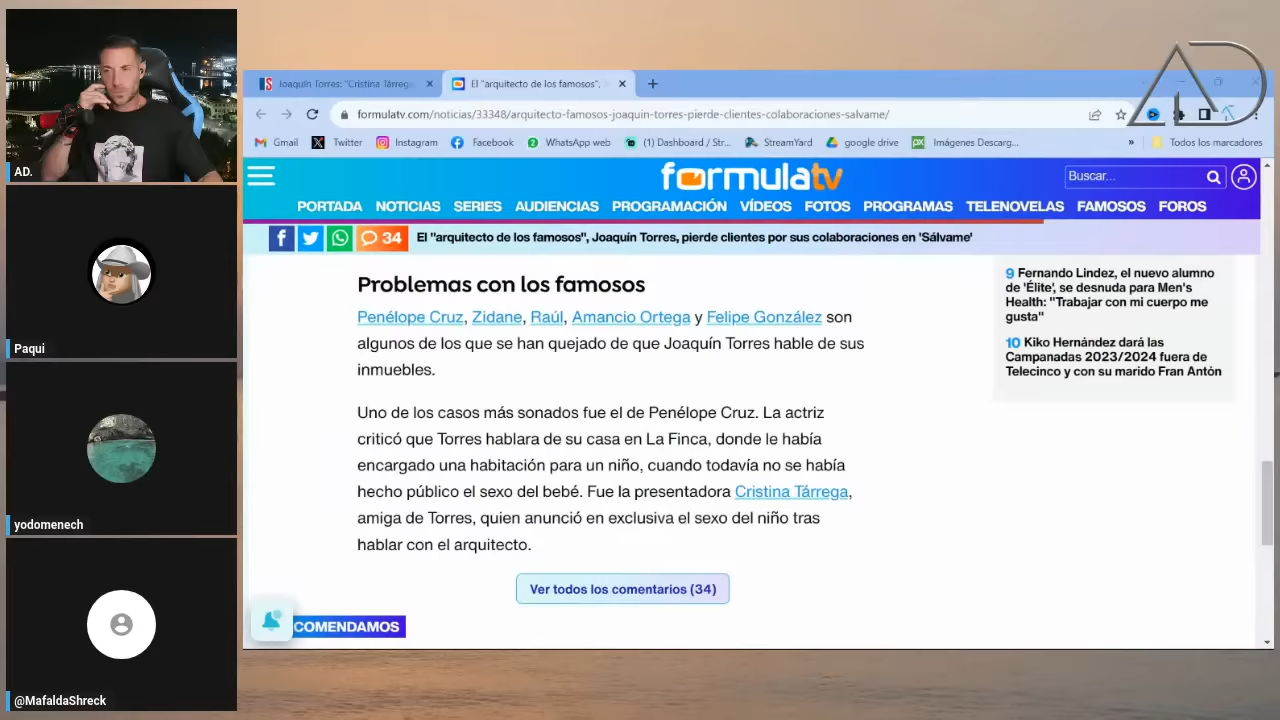 AD.
Paqui
yodomenech
@MafaldaShreck
AD
Joaquín Torres: "Cristina Tárrega
El "arquitecto de los famosos",
formulatv.com/noticias/33348/arquitecto-famosos-joaquin-torres-pierde-clientes-colaboraciones-salvame/
Gmail
Twitter
Instagram
Facebook
WhatsApp web
(1) Dashboard / Str...
StreamYard
google drive
Imágenes Descarg...
»
Todos los marcadores
formulatv
Buscar...
PORTADA NOTICIAS SERIES AUDIENCIAS PROGRAMACIÓN VÍDEOS FOTOS PROGRAMAS TELENOVELAS FAMOSOS FOROS
34
El "arquitecto de los famosos", Joaquín Torres, pierde clientes por sus colaboraciones en 'Sálvame'
Problemas con los famosos
Penélope Cruz, Zidane, Raúl, Amancio Ortega y Felipe González son
algunos de los que se han quejado de que Joaquín Torres hable de sus
inmuebles.
Uno de los casos más sonados fue el de Penélope Cruz. La actriz
criticó que Torres hablara de su casa en La Finca, donde le había
encargado una habitación para un niño, cuando todavía no se había
hecho público el sexo del bebé. Fue la presentadora Cristina Tárrega,
amiga de Torres, quien anunció en exclusiva el sexo del niño tras
hablar con el arquitecto.
Ver todos los comentarios (34)
COMENDAMOS
9 Fernando Lindez, el nuevo alumno
de 'Élite', se desnuda para Men's
Health: "Trabajar con mi cuerpo me
gusta"
10 Kiko Hernández dará las
Campanadas 2023/2024 fuera de
Telecinco y con su marido Fran Antón